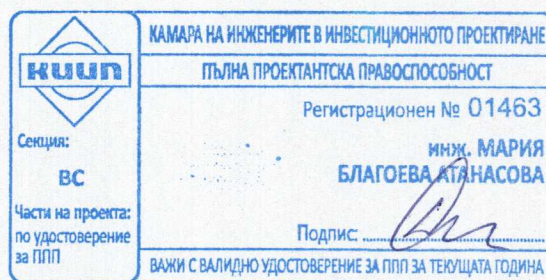 КАМАРА НА ИНЖЕНЕРИТЕ В ИНВЕСТИЦИОННОТО ПРОЕКТИРАНЕ
КИИП
ПЪЛНА ПРОЕКТАНТСКА ПРАВОСПОСОБНОСТ
Регистрационен № 01463
Секция:
ВС
инж. МАРИЯ
БЛАГОЕВА АТАНАСОВА
Части на проекта:
по удостоверение
за ППП
Подпис:
ВАЖИ С ВАЛИДНО УДОСТОВЕРЕНИЕ ЗА ППП ЗА ТЕКУЩАТА ГОДИНА